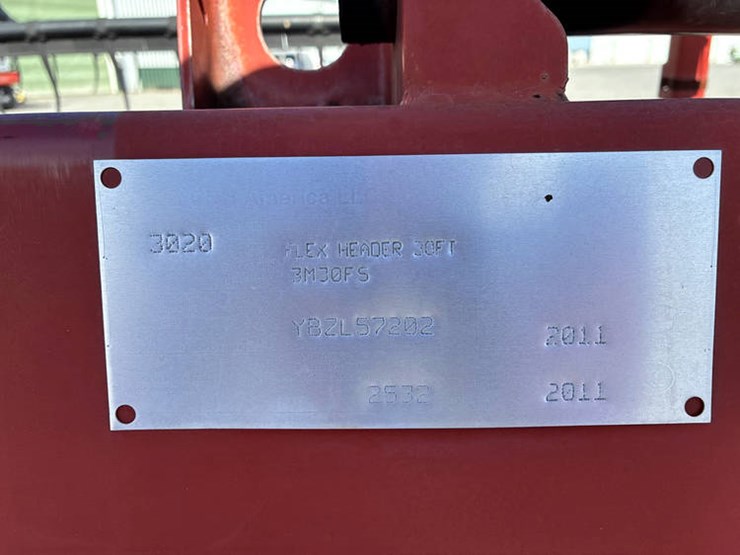 3020 FLEX HEADER 30FT
3M30FS
YBZL57202 2011
2532 2011